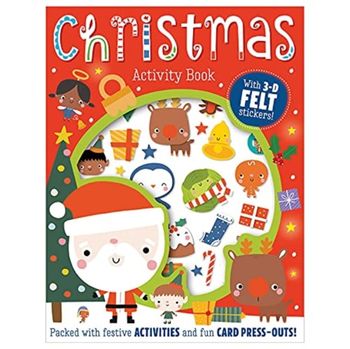 Christmas
Activity Book
With 3-D
FELT
stickers!
Packed with festive ACTIVITIES and fun CARD PRESS-OUTS!